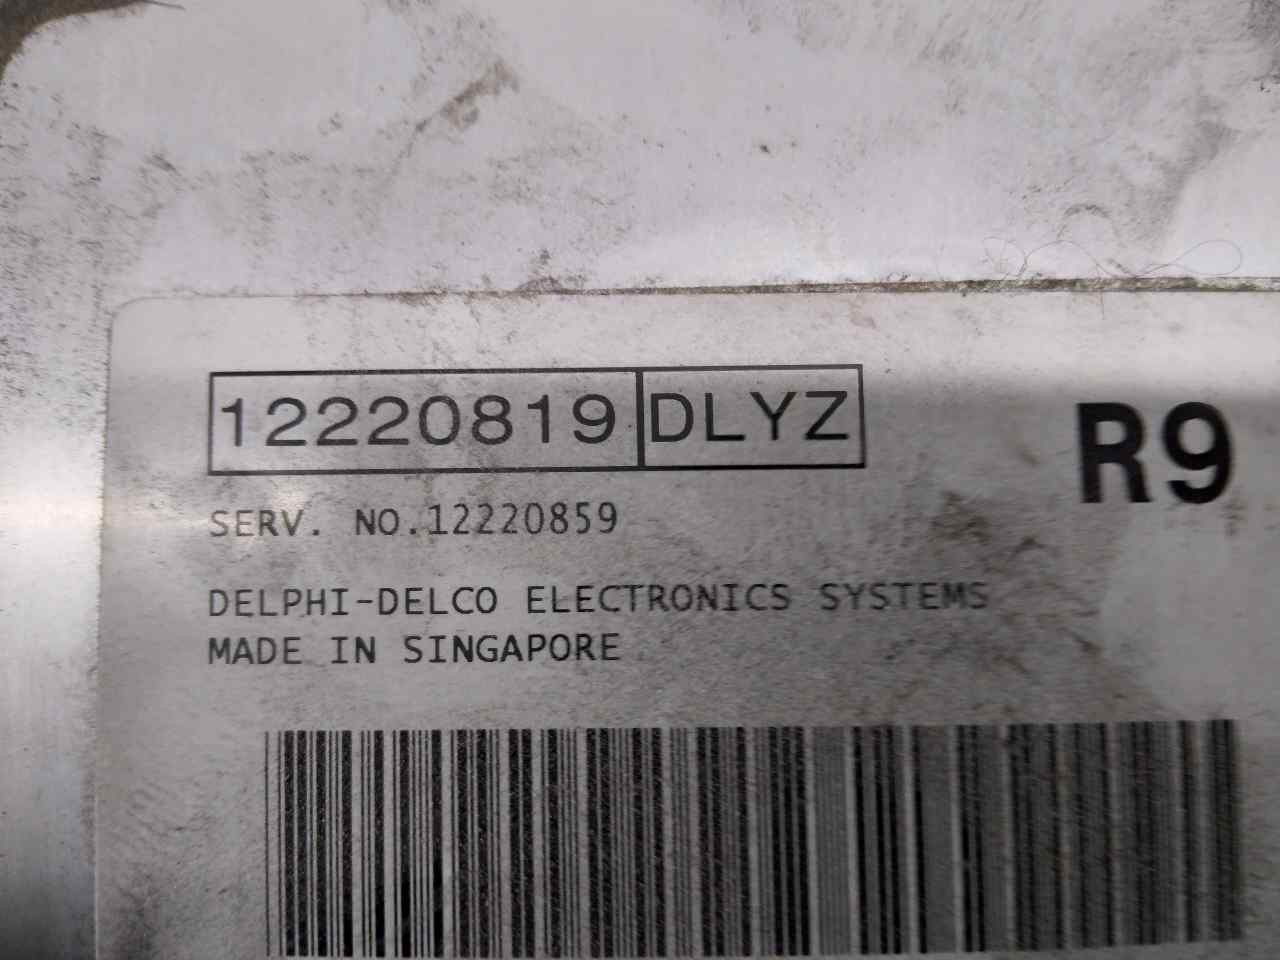 12220819 DLYZ
R9
SERV. NO.12220859
DELPHI-DELCO ELECTRONICS SYSTEMS
MADE IN SINGAPORE